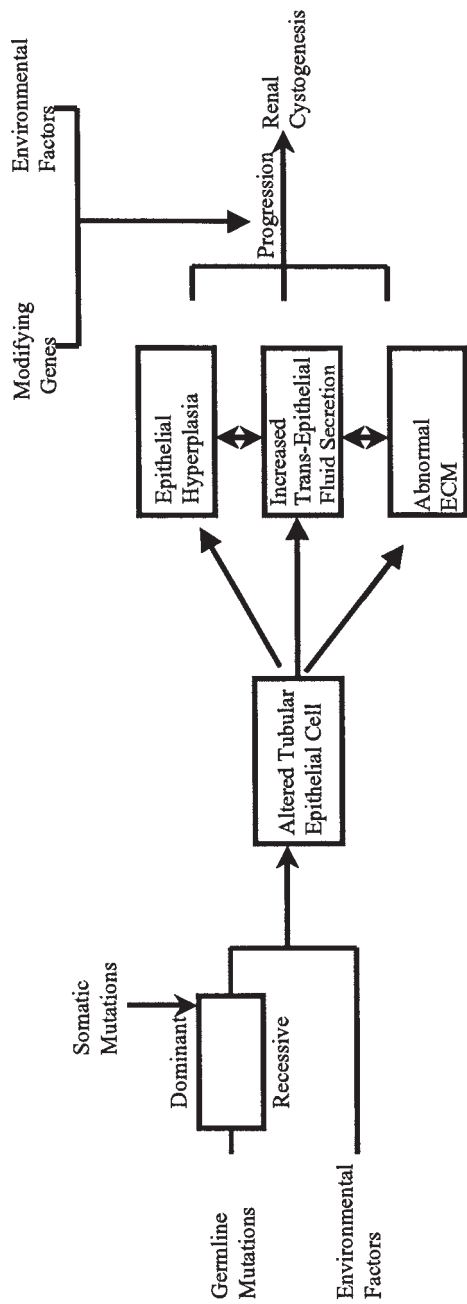 Germline
Mutations
Environmental
Factors
Somatic
Mutations
Dominant
Recessive
Altered Tubular
Epithelial Cell
Epithelial
Hyperplasia
Increased
Trans-Epithelial
Fluid Secretion
Abnormal
ECM
Modifying
Genes
Environmental
Factors
Progression
Renal
Cystogenesis